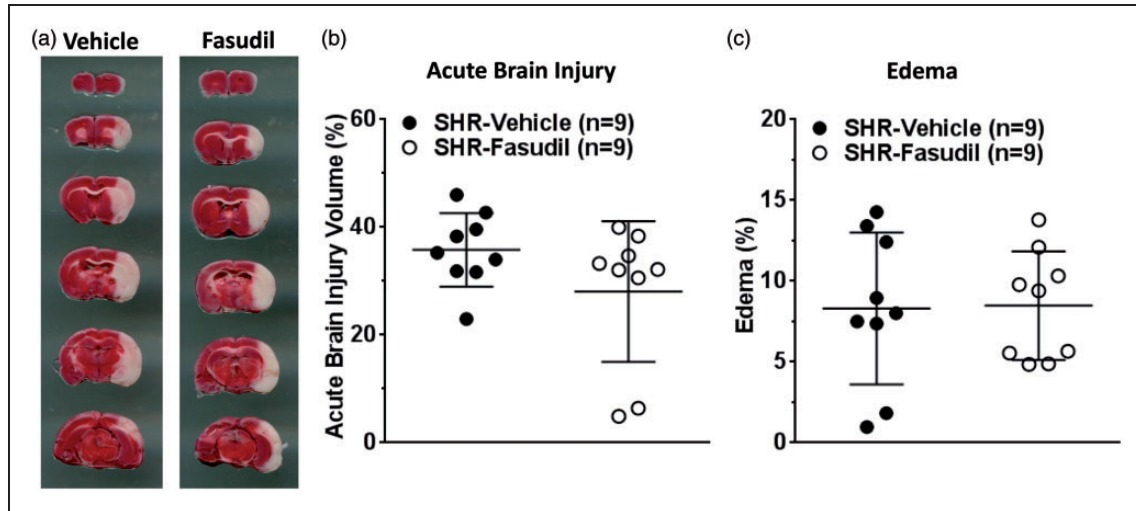 (a)
Vehicle
Fasudil
(b)
Acute Brain Injury
Acute Brain Injury Volume (%)
60
40
20
0
SHR-Vehicle (n=9)
SHR-Fasudil (n=9)
(c)
Edema
Edema (%)
20
15
10
5
0
SHR-Vehicle (n=9)
SHR-Fasudil (n=9)